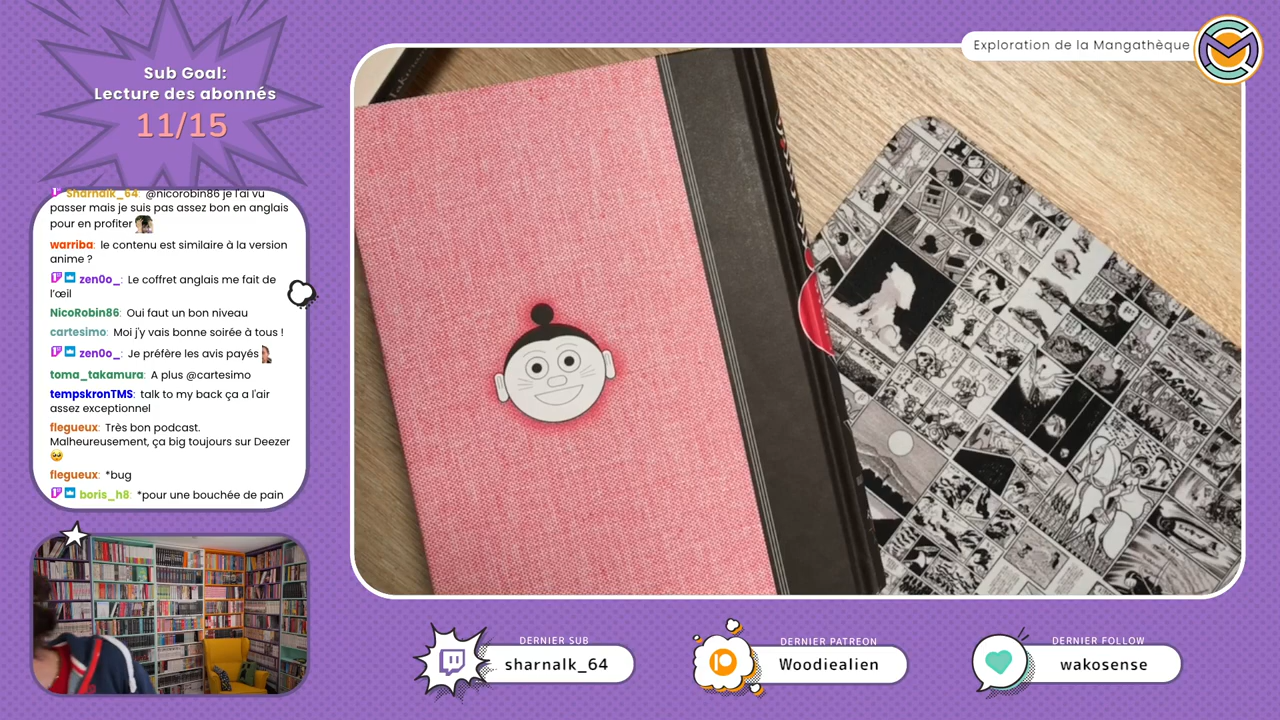 Sub Goal:
Lecture des abonnés
11/15
Exploration de la Mangathèque
Sharnalk_64: @nicorobin86 je l'ai vu
passer mais je suis pas assez bon en anglais
pour en profiter
warriba: le contenu est similaire à la version
anime ?
zen0o_: Le coffret anglais me fait de
l'œil
NicoRobin86: Oui faut un bon niveau
cartesimo: Moi j'y vais bonne soirée à tous !
zen0o_: Je préfère les avis payés
toma_takamura: A plus @cartesimo
tempskronTMS: talk to my back ça a l'air
assez exceptionnel
flegueux: Très bon podcast.
Malheureusement, ça big toujours sur Deezer
🥺
flegueux: *bug
boris_h8: *pour une bouchée de pain
DERNIER SUB
sharnalk_64
DERNIER PATREON
Woodiealien
DERNIER FOLLOW
wakosense